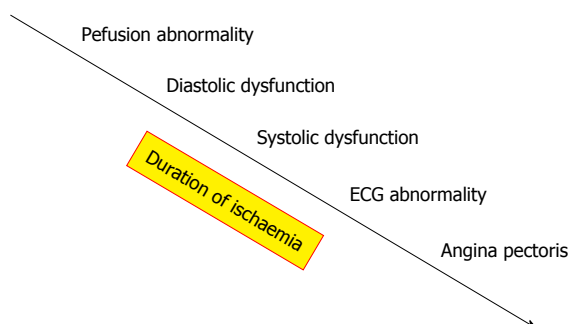 Pefusion abnormality
Diastolic dysfunction
Systolic dysfunction
Duration of ischaemia
ECG abnormality
Angina pectoris